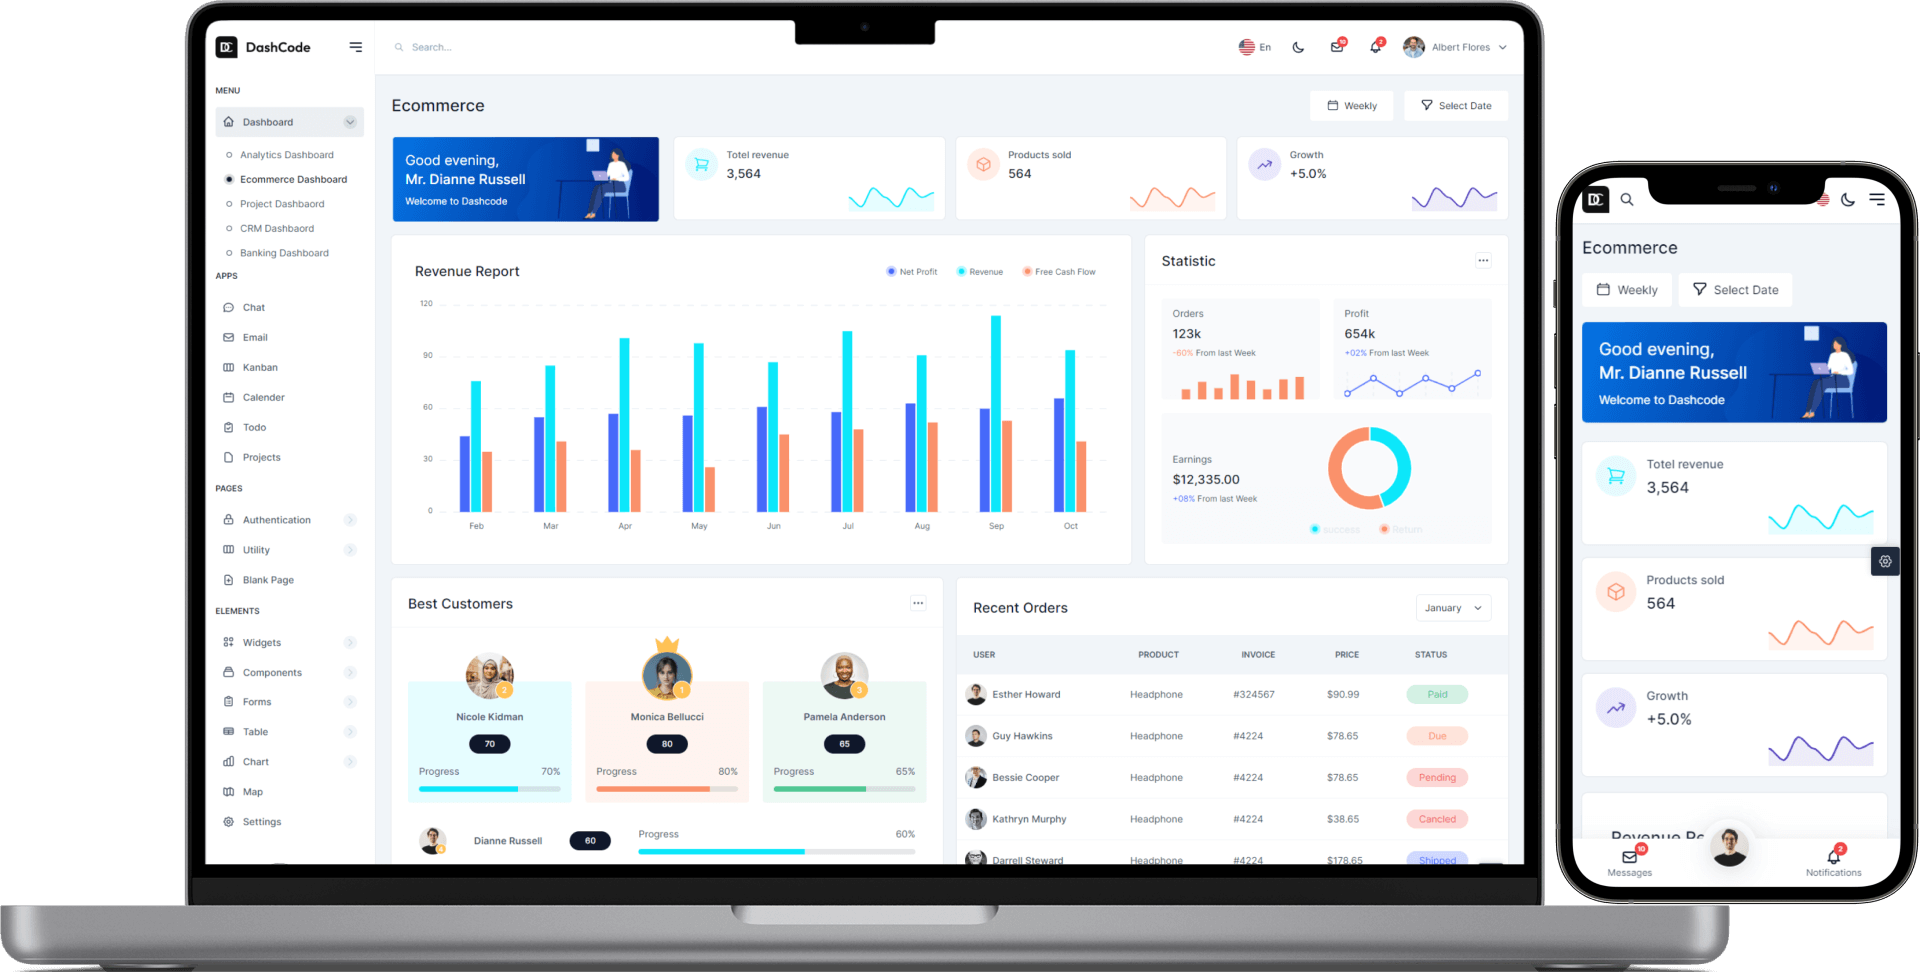 DC DashCode
Search...
En
10
2
Albert Flores
MENU
Dashboard
Analytics Dashboard
Ecommerce Dashboard
Project Dashbaord
CRM Dashbaord
Banking Dashboard
APPS
Chat
Email
Kanban
Calender
Todo
Projects
PAGES
Authentication
Utility
Blank Page
ELEMENTS
Widgets
Components
Forms
Table
Chart
Map
Settings
Ecommerce
Weekly
Select Date
Good evening,
Mr. Dianne Russell
Welcome to Dashcode
Totel revenue
3,564
Products sold
564
Growth
+5.0%
Revenue Report
Net Profit Revenue Free Cash Flow
120
90
60
30
0
Feb Mar Apr May Jun Jul Aug Sep Oct
Statistic
Orders
123k
-60% From last Week
Profit
654k
+02% From last Week
Earnings
$12,335.00
+08% From last Week
success Return
Best Customers
2
Nicole Kidman
70
Progress 70%
1
Monica Bellucci
80
Progress 80%
3
Pamela Anderson
65
Progress 65%
4
Dianne Russell
60
Progress 60%
Recent Orders
January
USER PRODUCT INVOICE PRICE STATUS
Esther Howard Headphone #324567 $90.99 Paid
Guy Hawkins Headphone #4224 $78.65 Due
Bessie Cooper Headphone #4224 $78.65 Pending
Kathryn Murphy Headphone #4224 $38.65 Cancled
Darrell Steward Headphone #4224 $178.65 Shipped
DC
Ecommerce
Weekly
Select Date
Good evening,
Mr. Dianne Russell
Welcome to Dashcode
Totel revenue
3,564
Products sold
564
Growth
+5.0%
Revenue Re
10
Messages
2
Notifications